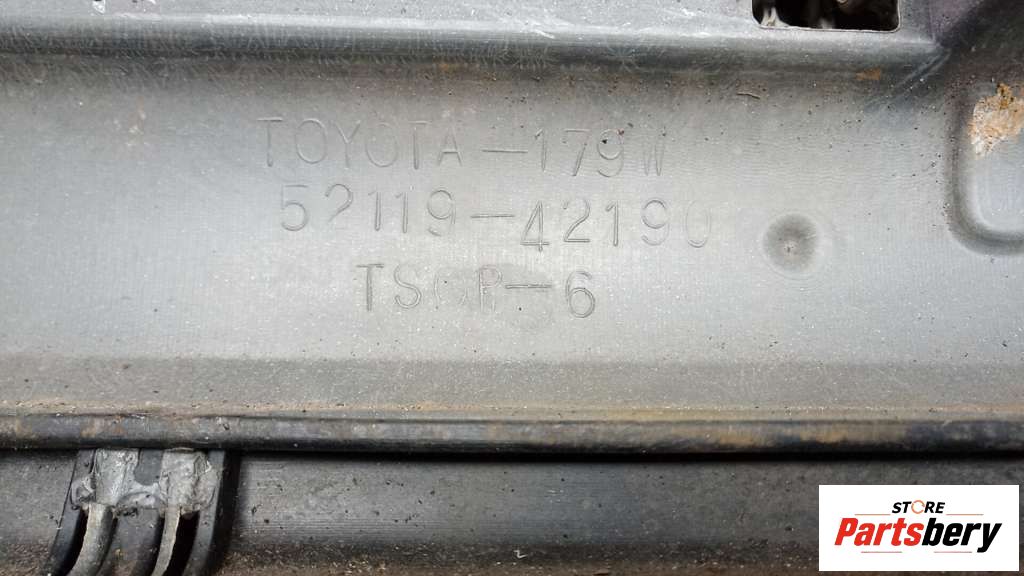 TOYOTA-179W
52119-42190
TSOP-6
STORE
Partsbery